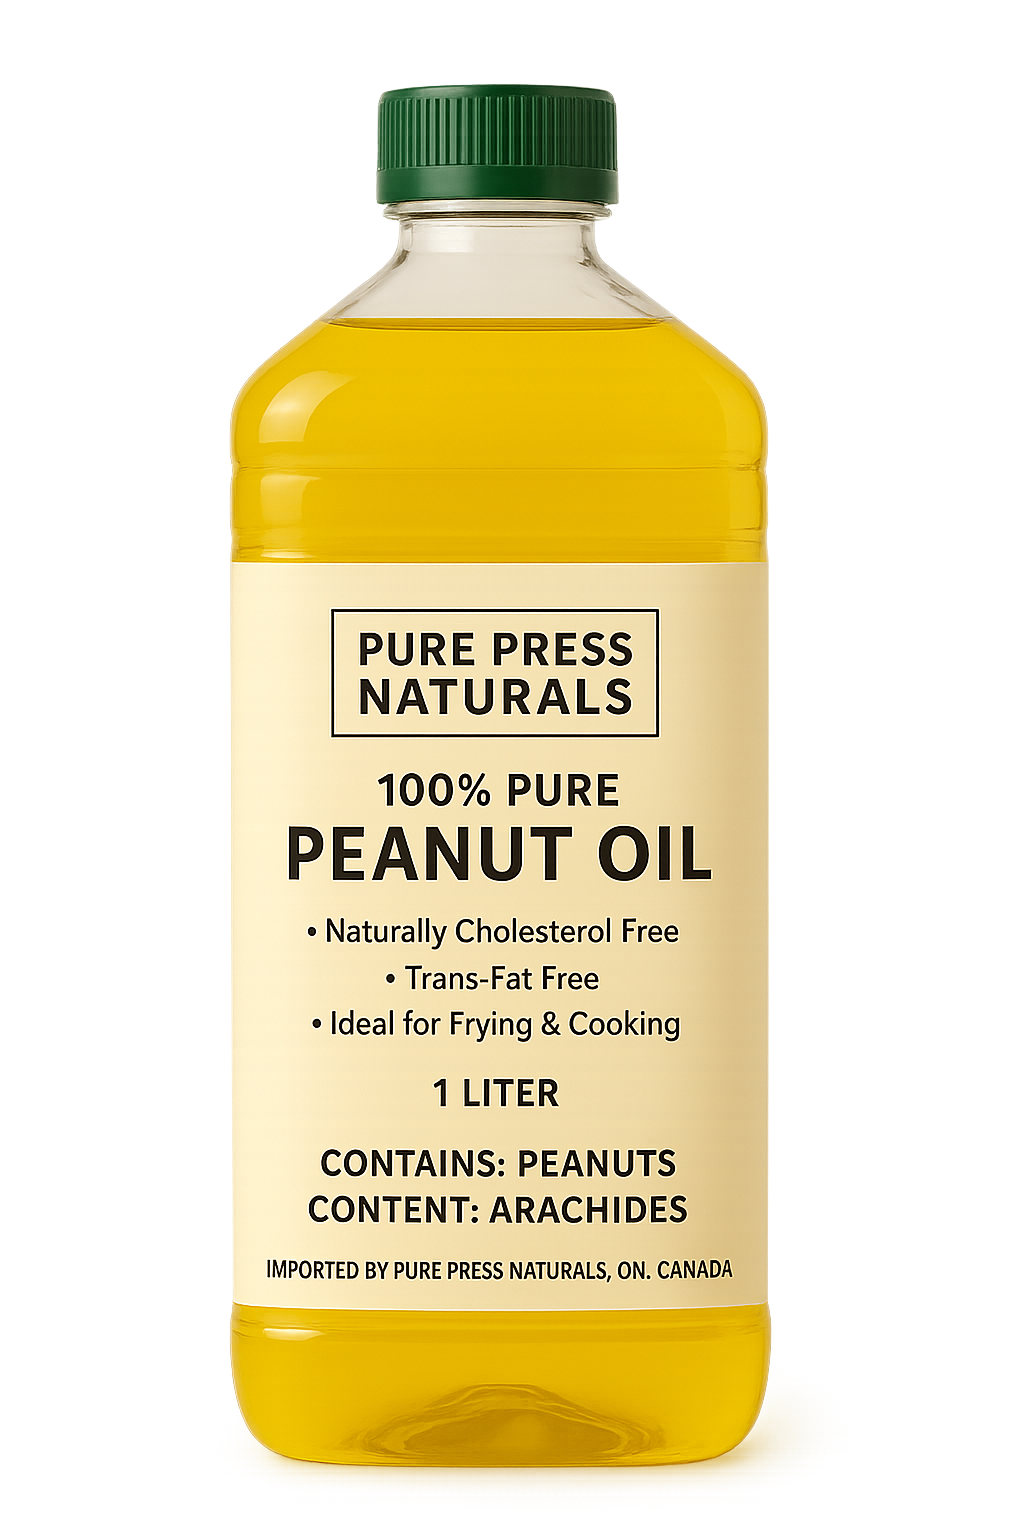 PURE PRESS
NATURALS
100% PURE
PEANUT OIL
• Naturally Cholesterol Free
• Trans-Fat Free
• Ideal for Frying & Cooking
1 LITER
CONTAINS: PEANUTS
CONTENT: ARACHIDES
IMPORTED BY PURE PRESS NATURALS, ON. CANADA